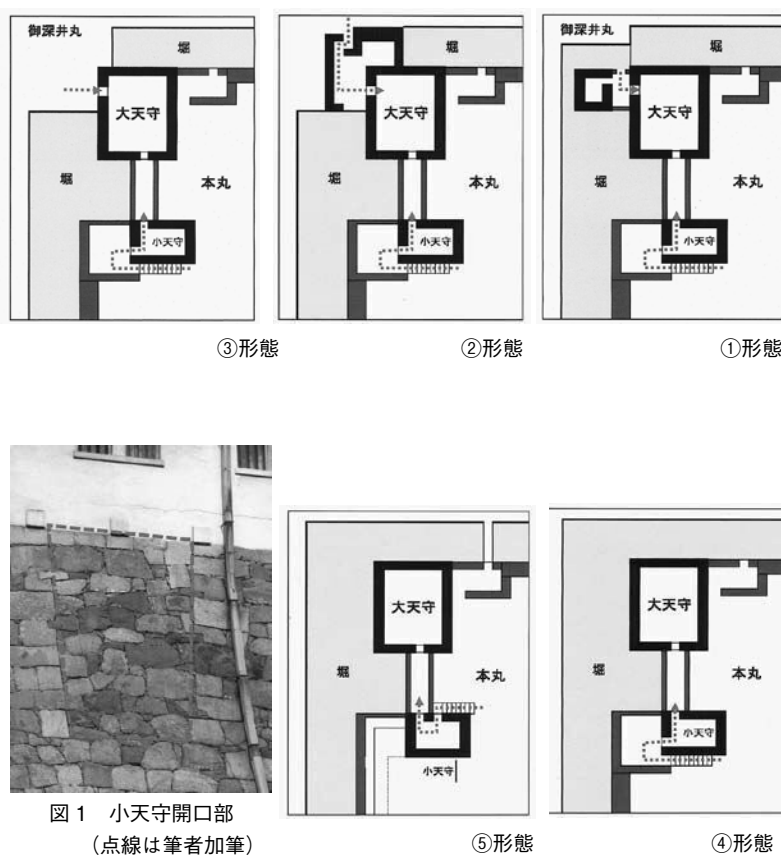 御深井丸
堀
大天守
堀
本丸
小天守
③形態
堀
大天守
堀
本丸
小天守
②形態
御深井丸
堀
大天守
堀
本丸
小天守
①形態
図1 小天守開口部
(点線は筆者加筆)
大天守
堀
本丸
小天守
⑤形態
大天守
堀
本丸
小天守
④形態